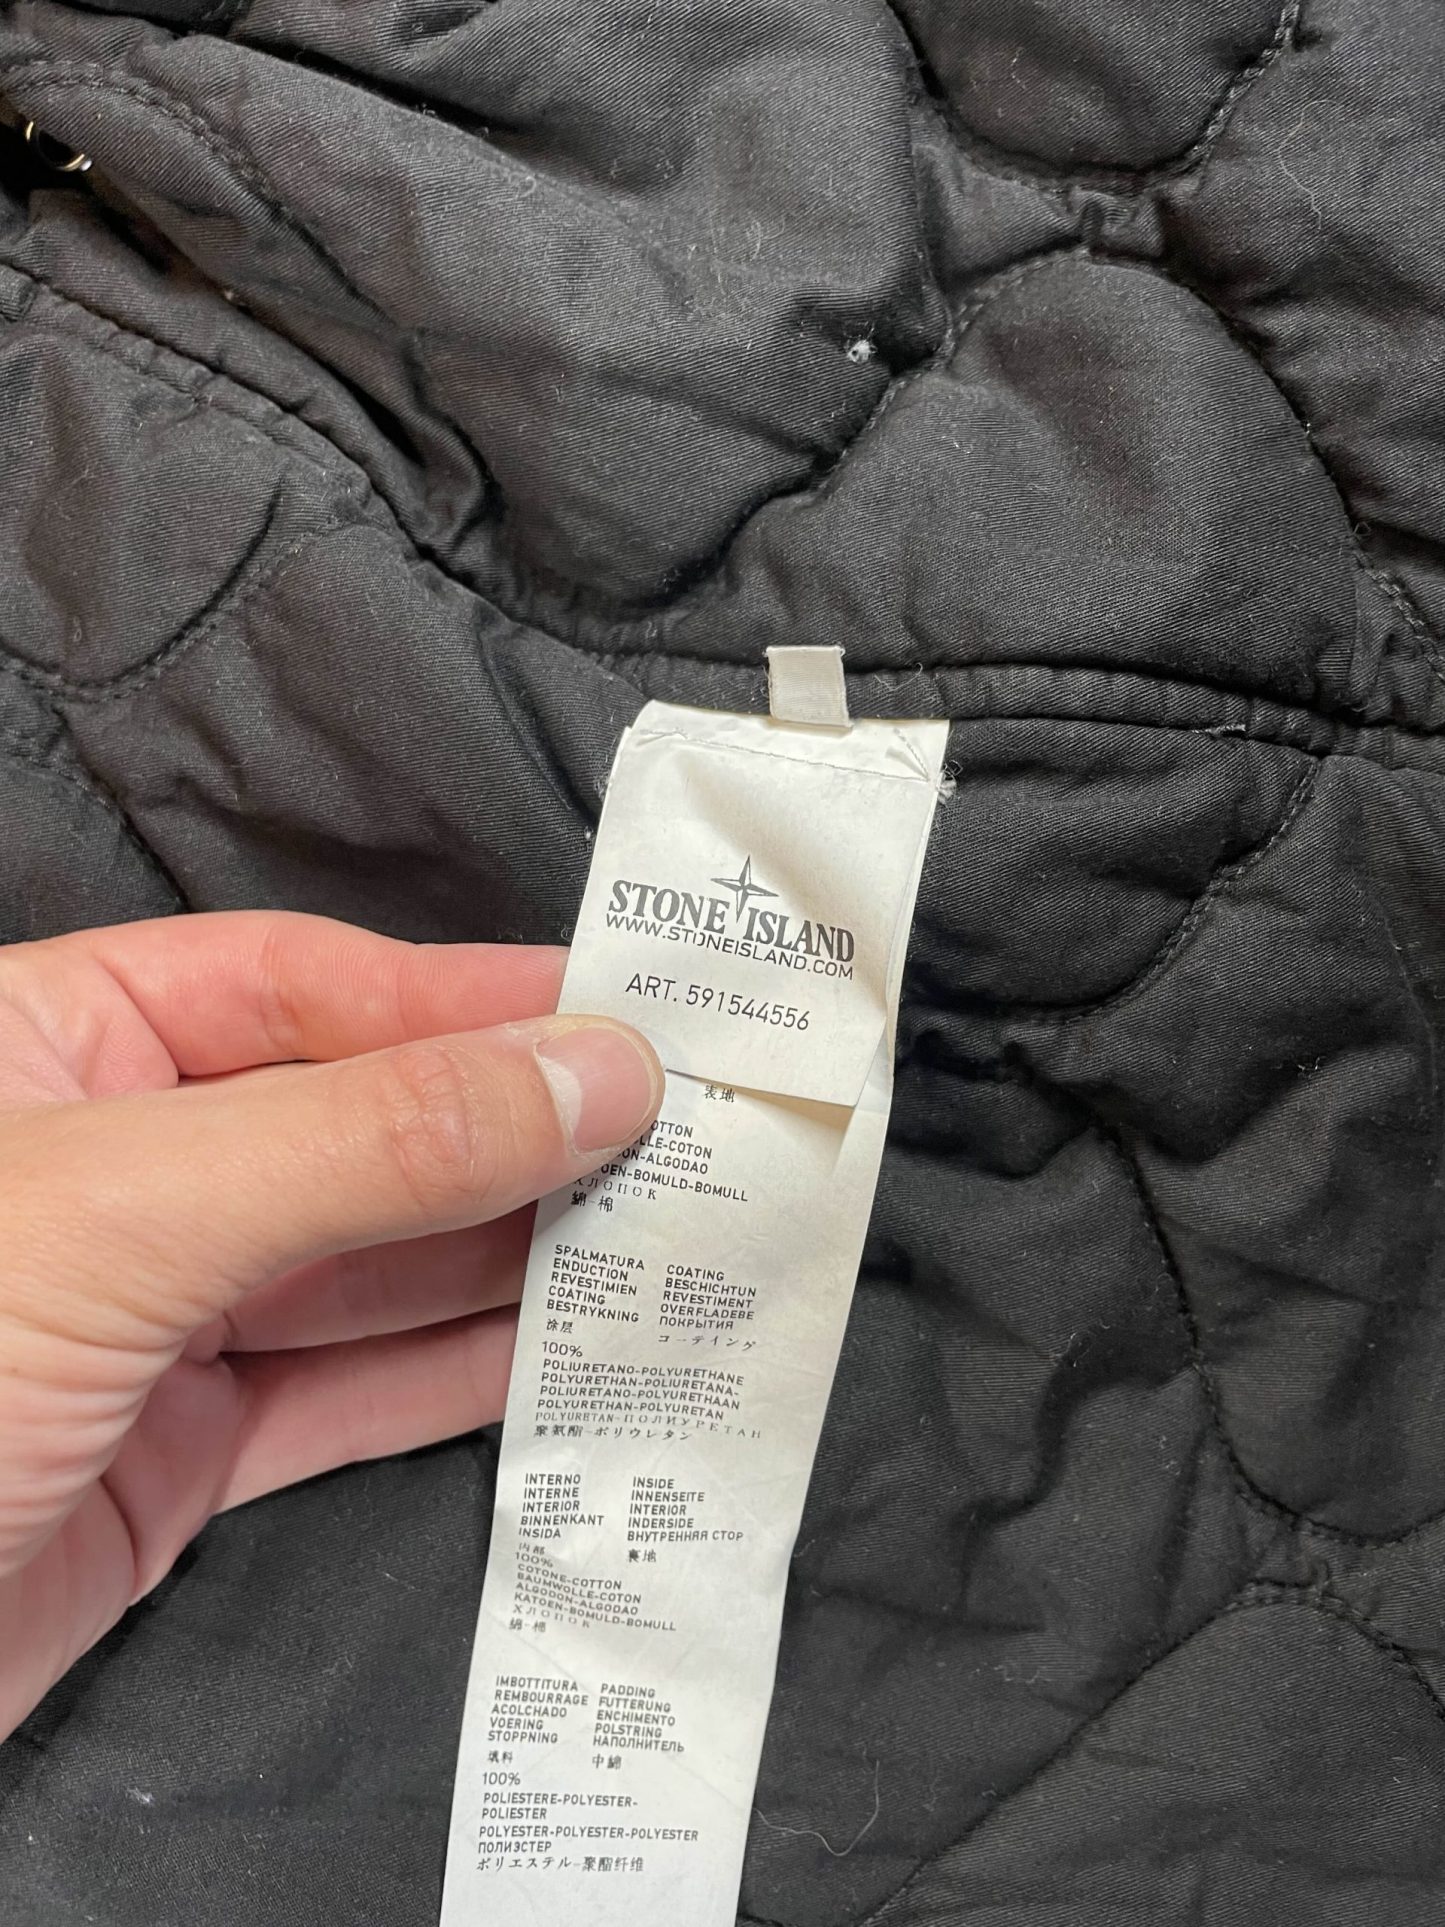 STONE ISLAND
WWW.STONEISLAND.COM
ART. 591544556
表地
OTTON
LLE-COTON
ON-ALGODAO
OEN-BOMULD-BOMULL
ХЛОПОК
綿-棉
SPALMATURA
ENDUCTION
REVESTIMIEN
COATING
BESTRYKNING
涂层
COATING
BESCHICHTUN
REVESTIMENT
OVERFLADEBE
ПОКРЫТИЯ
コーティング
100%
POLIURETANO-POLYURETHANE
POLYURETHAN-POLIURETANA-
POLIURETANO-POLYURETHAAN
POLYURETHAN-POLYURETAN
POLYURETAN-ПОЛИУРЕТАН
聚氨酯-ポリウレタン
INTERNO
INTERNE
INTERIOR
BINNENKANT
INSIDA
内部
INSIDE
INNENSEITE
INTERIOR
INDERSIDE
ВНУТРЕННЯЯ СТОР
裏地
100%
COTONE-COTTON
BAUMWOLLE-COTON
ALGODON-ALGODAO
KATOEN-BOMULD-BOMULL
ХЛОПОК
綿-棉
IMBOTTITURA
REMBOURRAGE
ACOLCHADO
VOERING
STOPPNING
填料
PADDING
FUTTERUNG
ENCHIMENTO
POLSTRING
НАПОЛНИТЕЛЬ
中綿
100%
POLIESTERE-POLYESTER-
POLIESTER
POLYESTER-POLYESTER-POLYESTER
ПОЛИЭСТЕР
ポリエステル-聚酯纤维